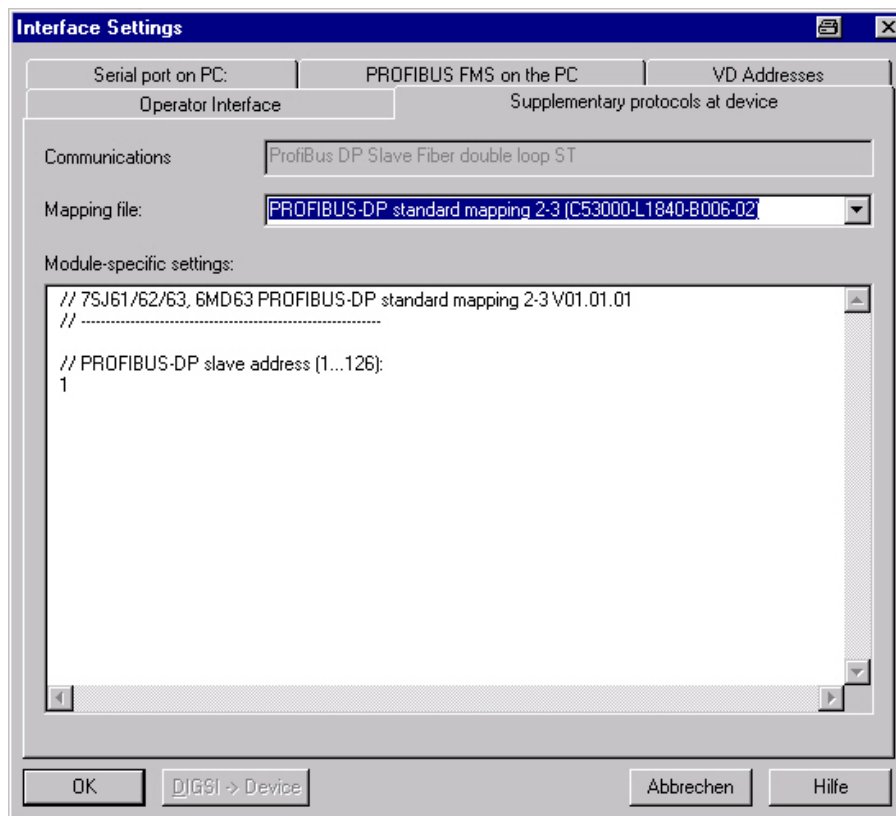 Interface Settings
Serial port on PC:
PROFIBUS FMS on the PC
VD Addresses
Operator Interface
Supplementary protocols at device
Communications
ProfiBus DP Slave Fiber double loop ST
Mapping file:
PROFIBUS-DP standard mapping 2-3 (C53000-L1840-B006-02)
Module-specific settings:
// 7SJ61/62/63, 6MD63 PROFIBUS-DP standard mapping 2-3 V01.01.01
// ------------------------------------------------------------
// PROFIBUS-DP slave address (1...126):
1
OK
DIGSI -> Device
Abbrechen
Hilfe